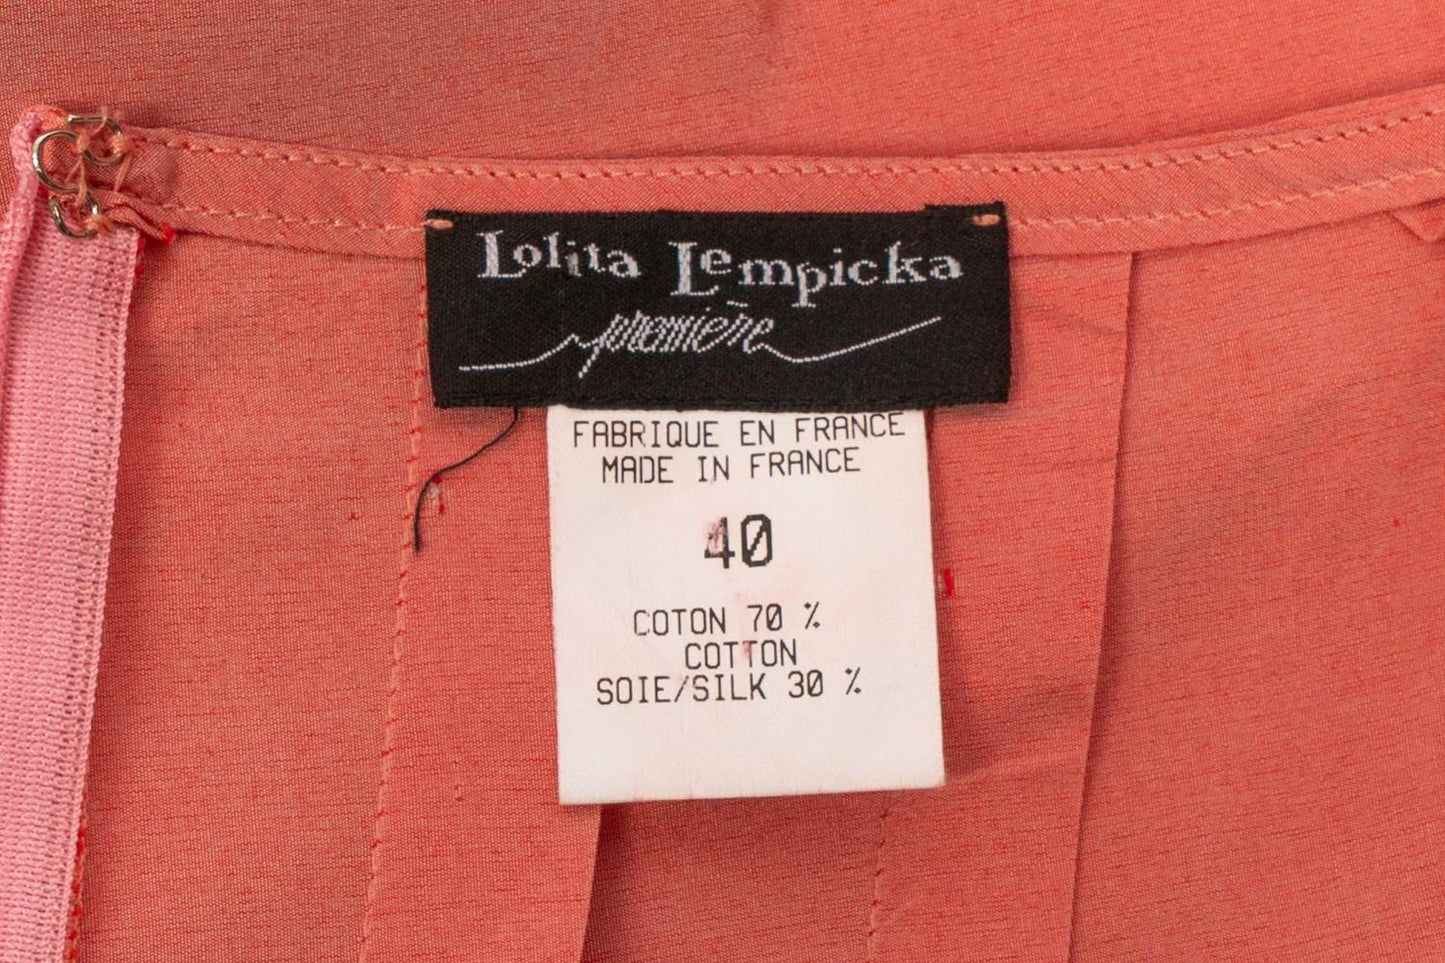 Lolita Lempicka
première
FABRIQUE EN FRANCE
MADE IN FRANCE
40
COTON 70 %
COTTON
SOIE/SILK 30 %